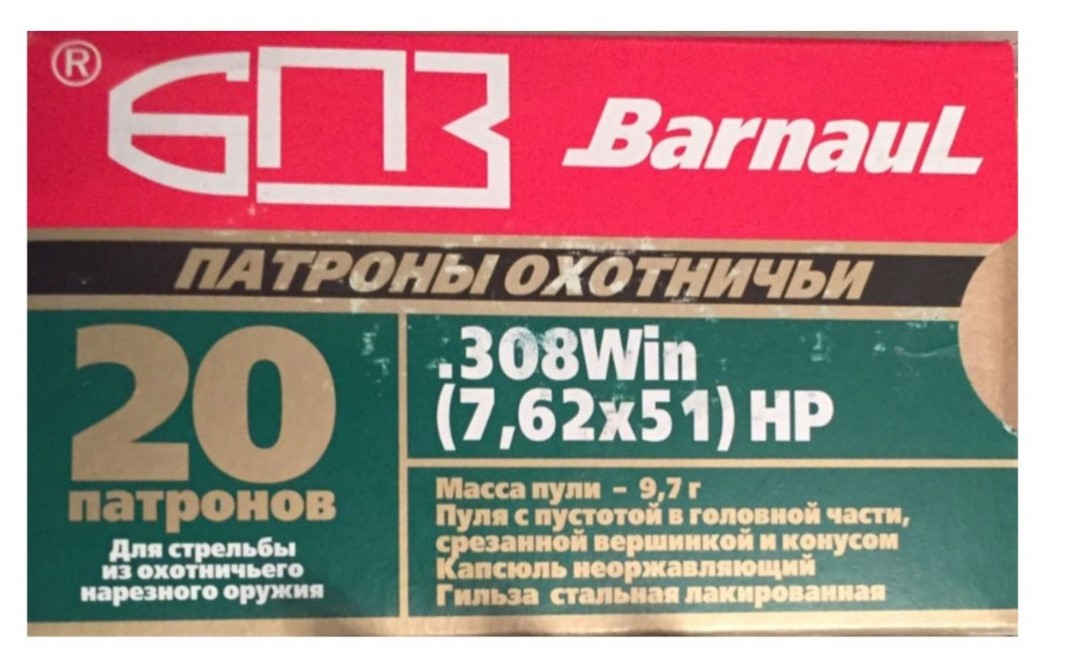 ® БПЗ
Barnaul
ПАТРОНЫ ОХОТНИЧЬИ
20
патронов
Для стрельбы
из охотничьего
нарезного оружия
.308Win
(7,62x51) HP
Масса пули – 9,7 г
Пуля с пустотой в головной части,
срезанной вершинкой и конусом
Капсюль неоржавляющий
Гильза стальная лакированная